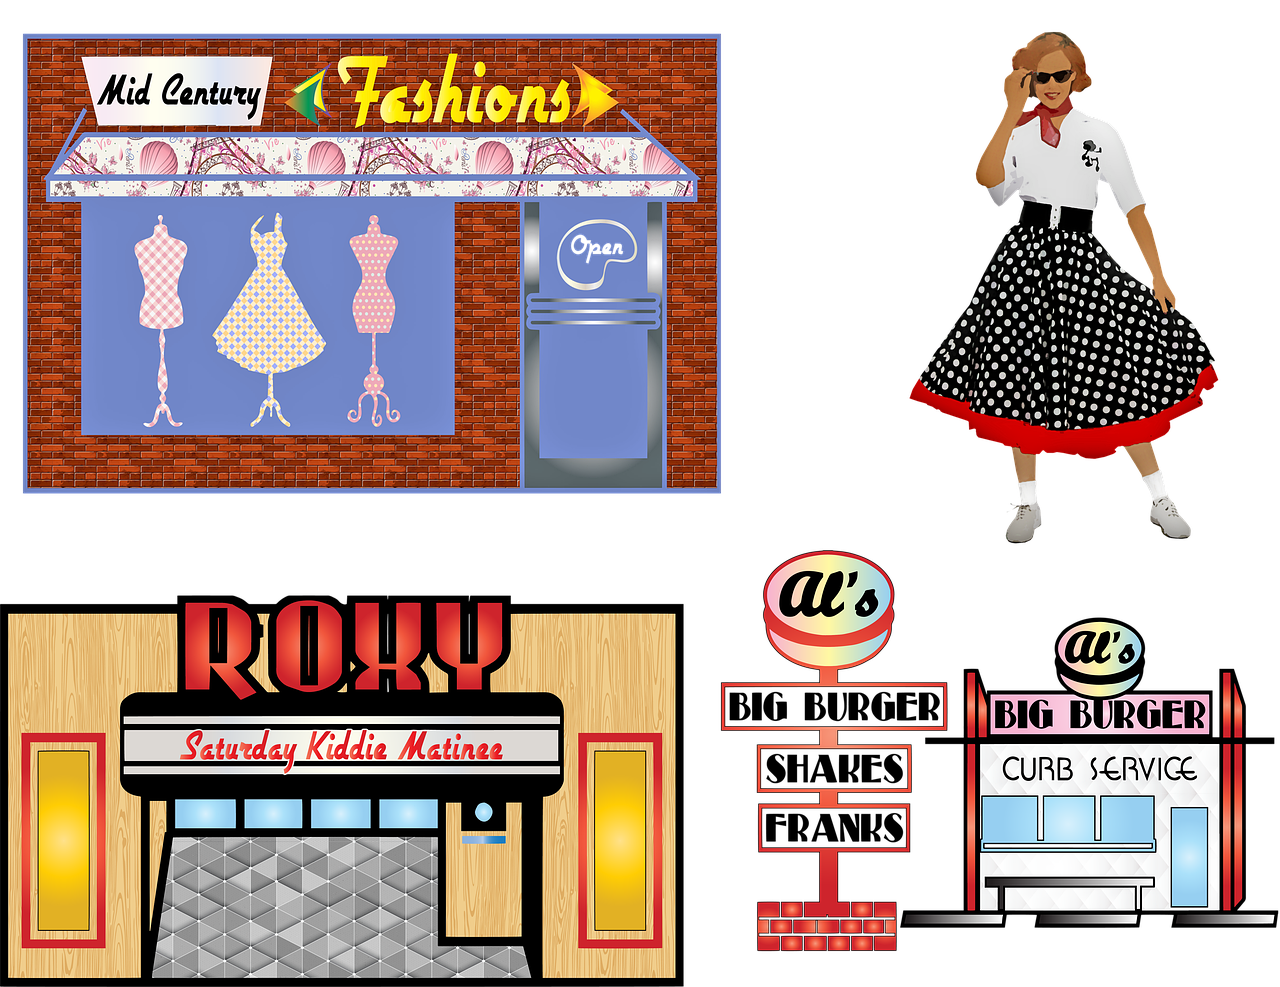 Mid Century
Fashions
Open
ROXY
Saturday Kiddie Matinee
Al's
BIG BURGER
SHAKES
FRANKS
Al's
BIG BURGER
CURB SERVICE